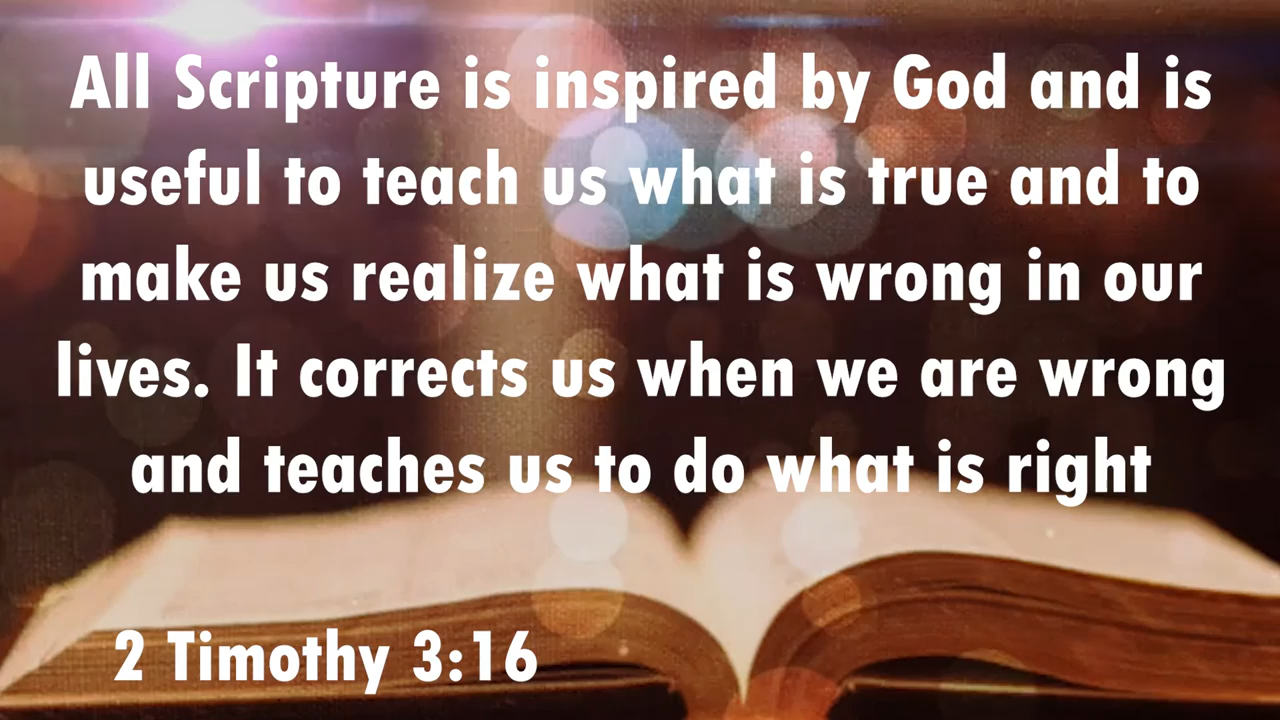 All Scripture is inspired by God and is
useful to teach us what is true and to
make us realize what is wrong in our
lives. It corrects us when we are wrong
and teaches us to do what is right
2 Timothy 3:16